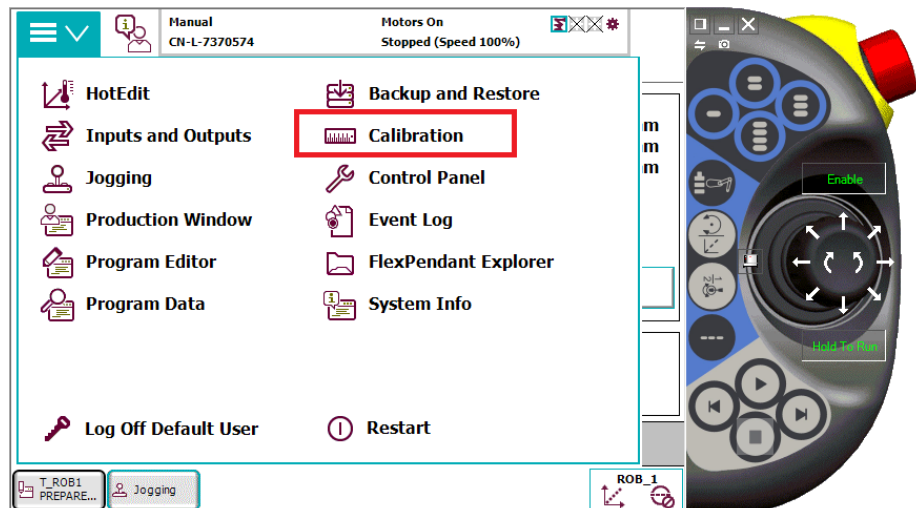 Manual
CN-L-7370574
Motors On
Stopped (Speed 100%)
HotEdit
Backup and Restore
Inputs and Outputs
Calibration
Jogging
Control Panel
Production Window
Event Log
Program Editor
FlexPendant Explorer
Program Data
System Info
Log Off Default User
Restart
m
m
m
T_ROB1
PREPARE...
Jogging
ROB_1
Enable
Hold To Run